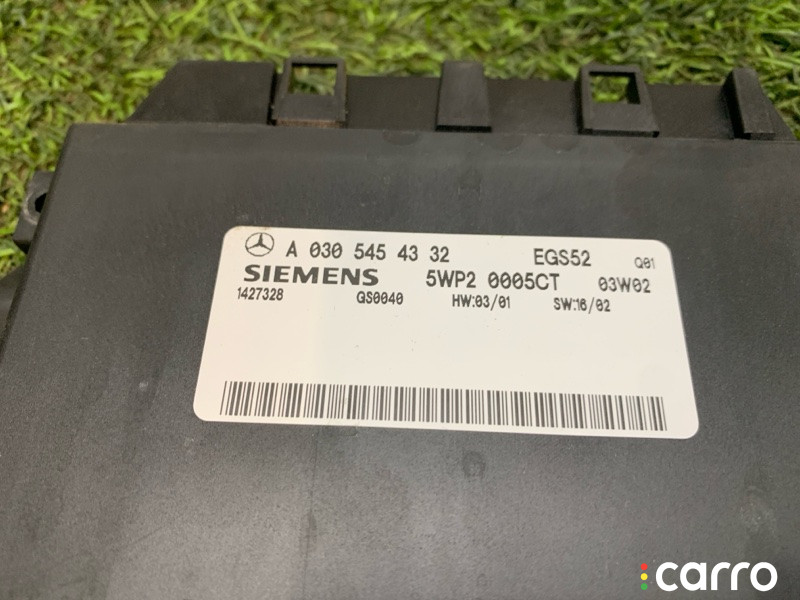 A 030 545 43 32 EGS52 Q01
SIEMENS 5WP2 0005CT 03W02
1427328 GS0040 HW:03/01 SW:16/02
carro